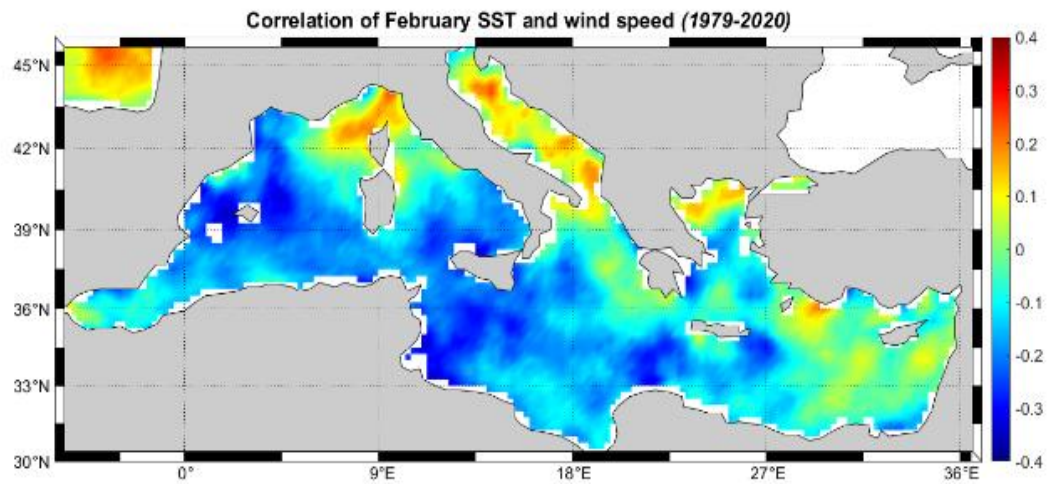 Correlation of February SST and wind speed (1979-2020)
45°N
42°N
39°N
36°N
33°N
30°N
0°
9°E
18°E
27°E
36°E
0.4
0.3
0.2
0.1
0
-0.1
-0.2
-0.3
-0.4